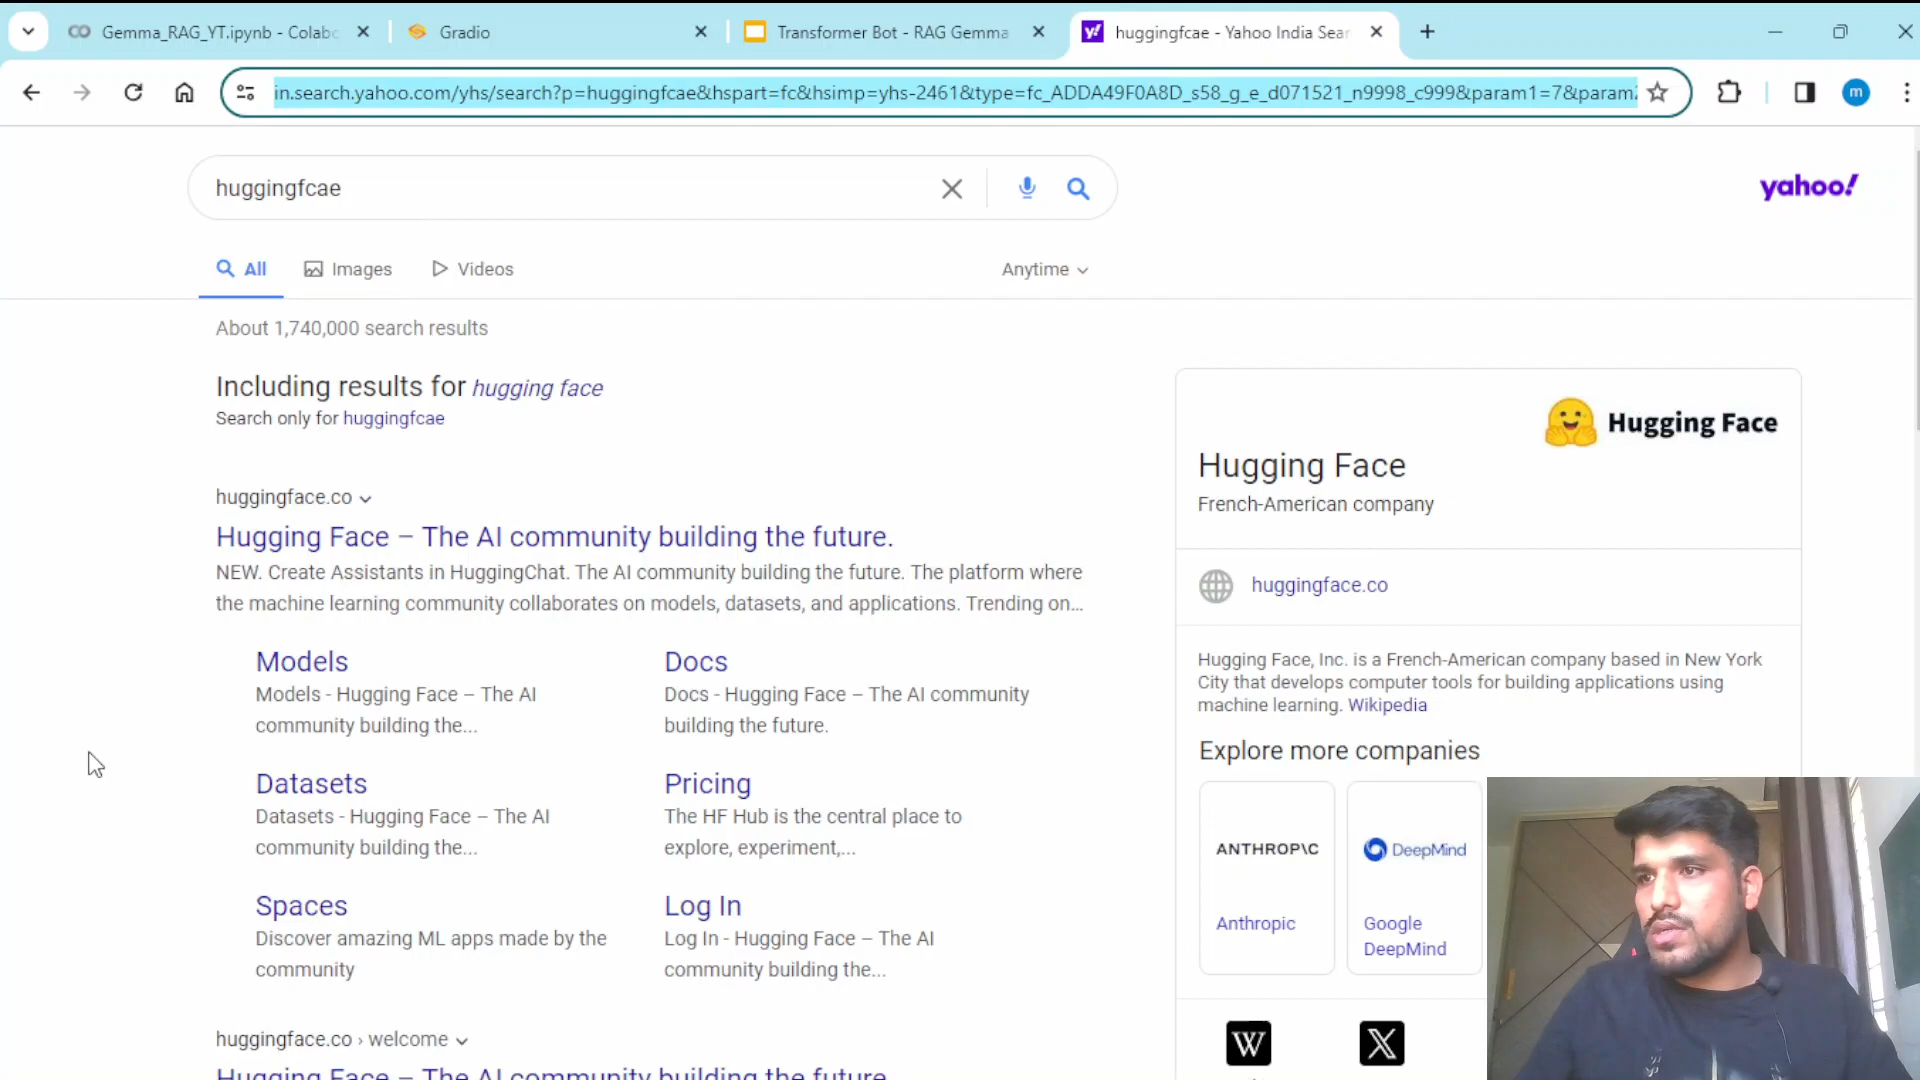 Gemma_RAG_YT.ipynb - Colab
Gradio
Transformer Bot - RAG Gemma
huggingfcae - Yahoo India Sear
in.search.yahoo.com/yhs/search?p=huggingfcae&hspart=fc&hsimp=yhs-2461&type=fc_ADDA49F0A8D_s58_g_e_d071521_n9998_c999&param1=7&param2
m
huggingfcae
yahoo!
All
Images
Videos
Anytime
About 1,740,000 search results
Including results for hugging face
Search only for huggingfcae
huggingface.co
Hugging Face – The AI community building the future.
NEW. Create Assistants in HuggingChat. The AI community building the future. The platform where
the machine learning community collaborates on models, datasets, and applications. Trending on...
Models
Models - Hugging Face – The AI
community building the...
Docs
Docs - Hugging Face – The AI community
building the future.
Datasets
Datasets - Hugging Face – The AI
community building the...
Pricing
The HF Hub is the central place to
explore, experiment,...
Spaces
Discover amazing ML apps made by the
community
Log In
Log In - Hugging Face – The AI
community building the...
huggingface.co › welcome
Hugging Face – The AI community building the future.
Hugging Face
Hugging Face
French-American company
huggingface.co
Hugging Face, Inc. is a French-American company based in New York
City that develops computer tools for building applications using
machine learning. Wikipedia
Explore more companies
ANTHROP\C
Anthropic
DeepMind
Google
DeepMind
W
X